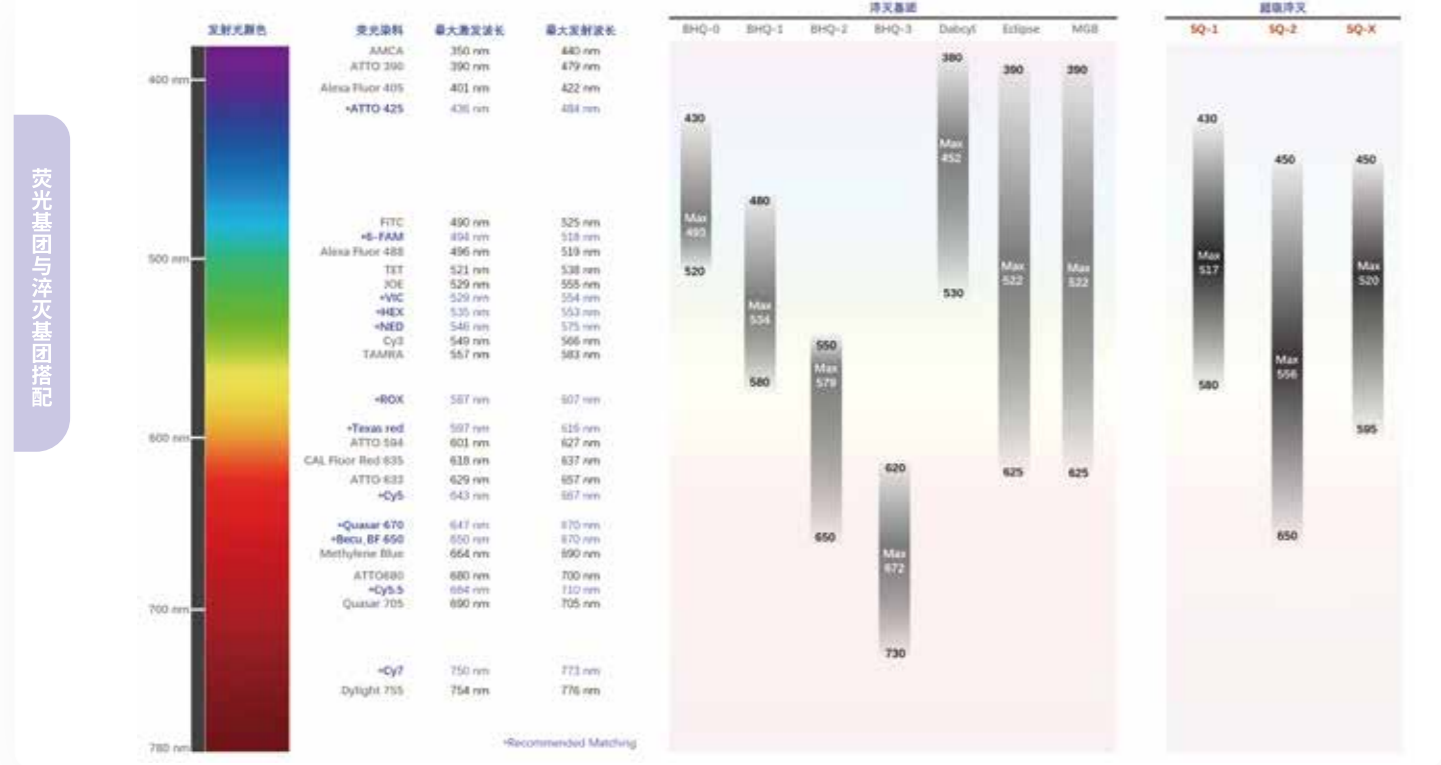 荧光基团与淬灭基团搭配
发射光颜色 荧光染料 最大激发波长 最大发射波长
400 nm
500 nm
600 nm
700 nm
780 nm
AMCA 350 nm 440 nm
ATTO 390 390 nm 479 nm
Alexa Fluor 405 401 nm 422 nm
*ATTO 425 436 nm 484 nm
FITC 490 nm 525 nm
*6-FAM 494 nm 518 nm
Alexa Fluor 488 496 nm 519 nm
TET 521 nm 538 nm
JOE 529 nm 555 nm
*VIC 529 nm 554 nm
*HEX 535 nm 553 nm
*NED 546 nm 575 nm
Cy3 549 nm 566 nm
TAMRA 557 nm 583 nm
*ROX 587 nm 607 nm
*Texas red 597 nm 616 nm
ATTO 594 601 nm 627 nm
CAL Fluor Red 635 618 nm 637 nm
ATTO 633 629 nm 657 nm
*Cy5 643 nm 667 nm
*Quasar 670 647 nm 670 nm
*Becu. BF 650 650 nm 670 nm
Methylene Blue 664 nm 690 nm
ATTO680 680 nm 700 nm
*Cy5.5 684 nm 710 nm
Quasar 705 690 nm 705 nm
*Cy7 750 nm 773 nm
Dylight 755 754 nm 776 nm
*Recommended Matching
淬灭基团
BHQ-0 BHQ-1 BHQ-2 BHQ-3 Dabcyl Eclipse MGB
430
Max
493
520
480
Max
534
580
550
Max
579
650
620
Max
672
730
380
Max
452
530
390
Max
522
625
390
Max
522
625
超级淬灭
SQ-1 SQ-2 SQ-X
430
Max
517
580
450
Max
556
650
450
Max
520
595